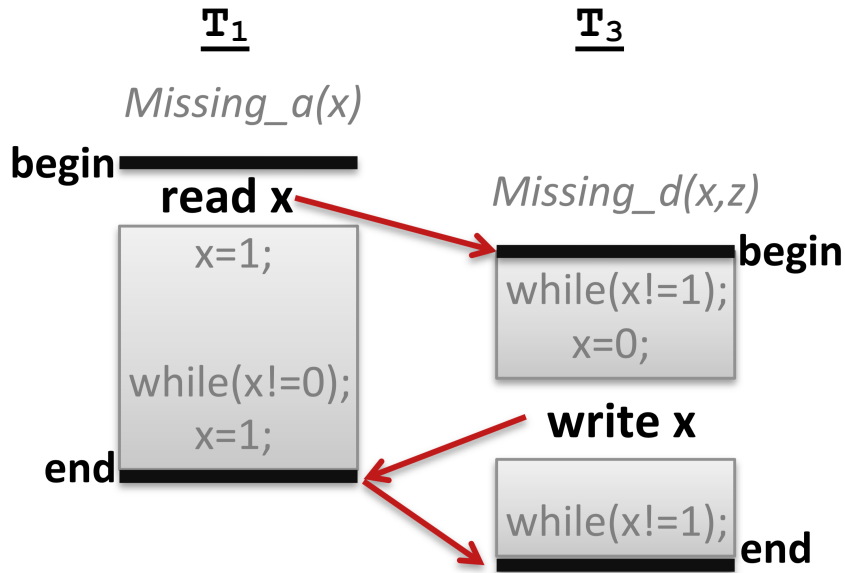 T1
Missing_a(x)
begin
read x
x=1;
while(x!=0);
x=1;
end
T3
Missing_d(x,z)
begin
while(x!=1);
x=0;
write x
while(x!=1);
end